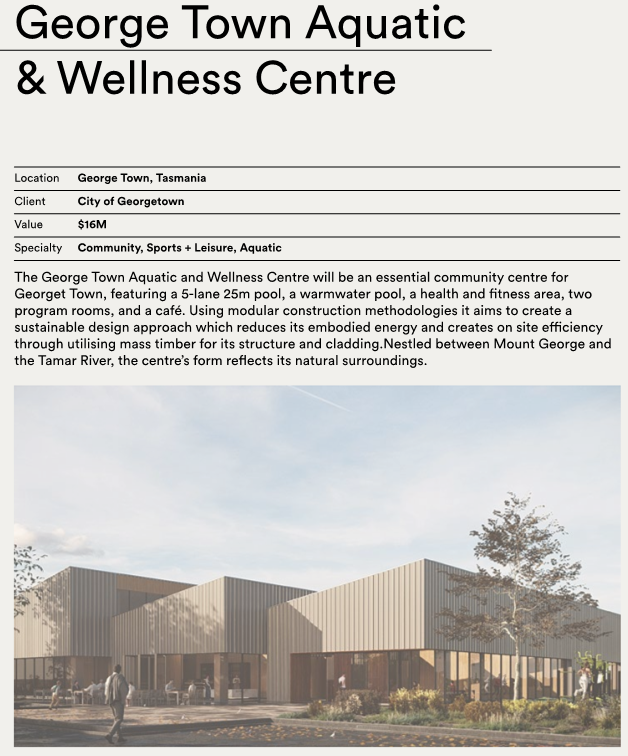 George Town Aquatic
& Wellness Centre
Location George Town, Tasmania
Client City of Georgetown
Value $16M
Specialty Community, Sports + Leisure, Aquatic
The George Town Aquatic and Wellness Centre will be an essential community centre for
Georget Town, featuring a 5-lane 25m pool, a warmwater pool, a health and fitness area, two
program rooms, and a café. Using modular construction methodologies it aims to create a
sustainable design approach which reduces its embodied energy and creates on site efficiency
through utilising mass timber for its structure and cladding.Nestled between Mount George and
the Tamar River, the centre’s form reflects its natural surroundings.